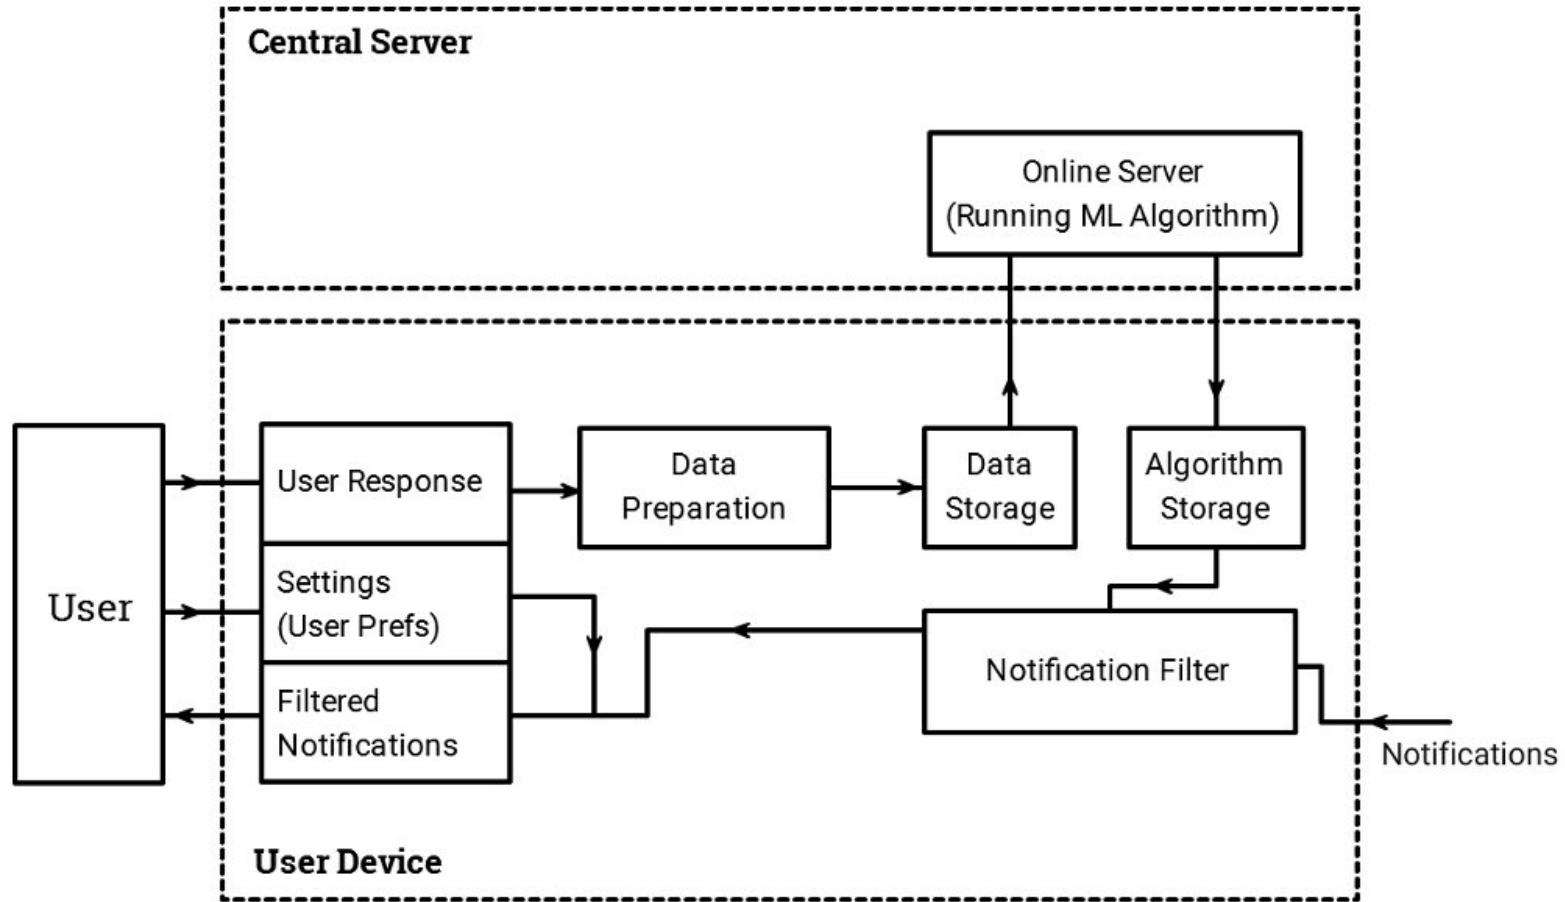 Central Server
Online Server
(Running ML Algorithm)
User
User Response
Data
Preparation
Data
Storage
Algorithm
Storage
Settings
(User Prefs)
Filtered
Notifications
Notification Filter
Notifications
User Device